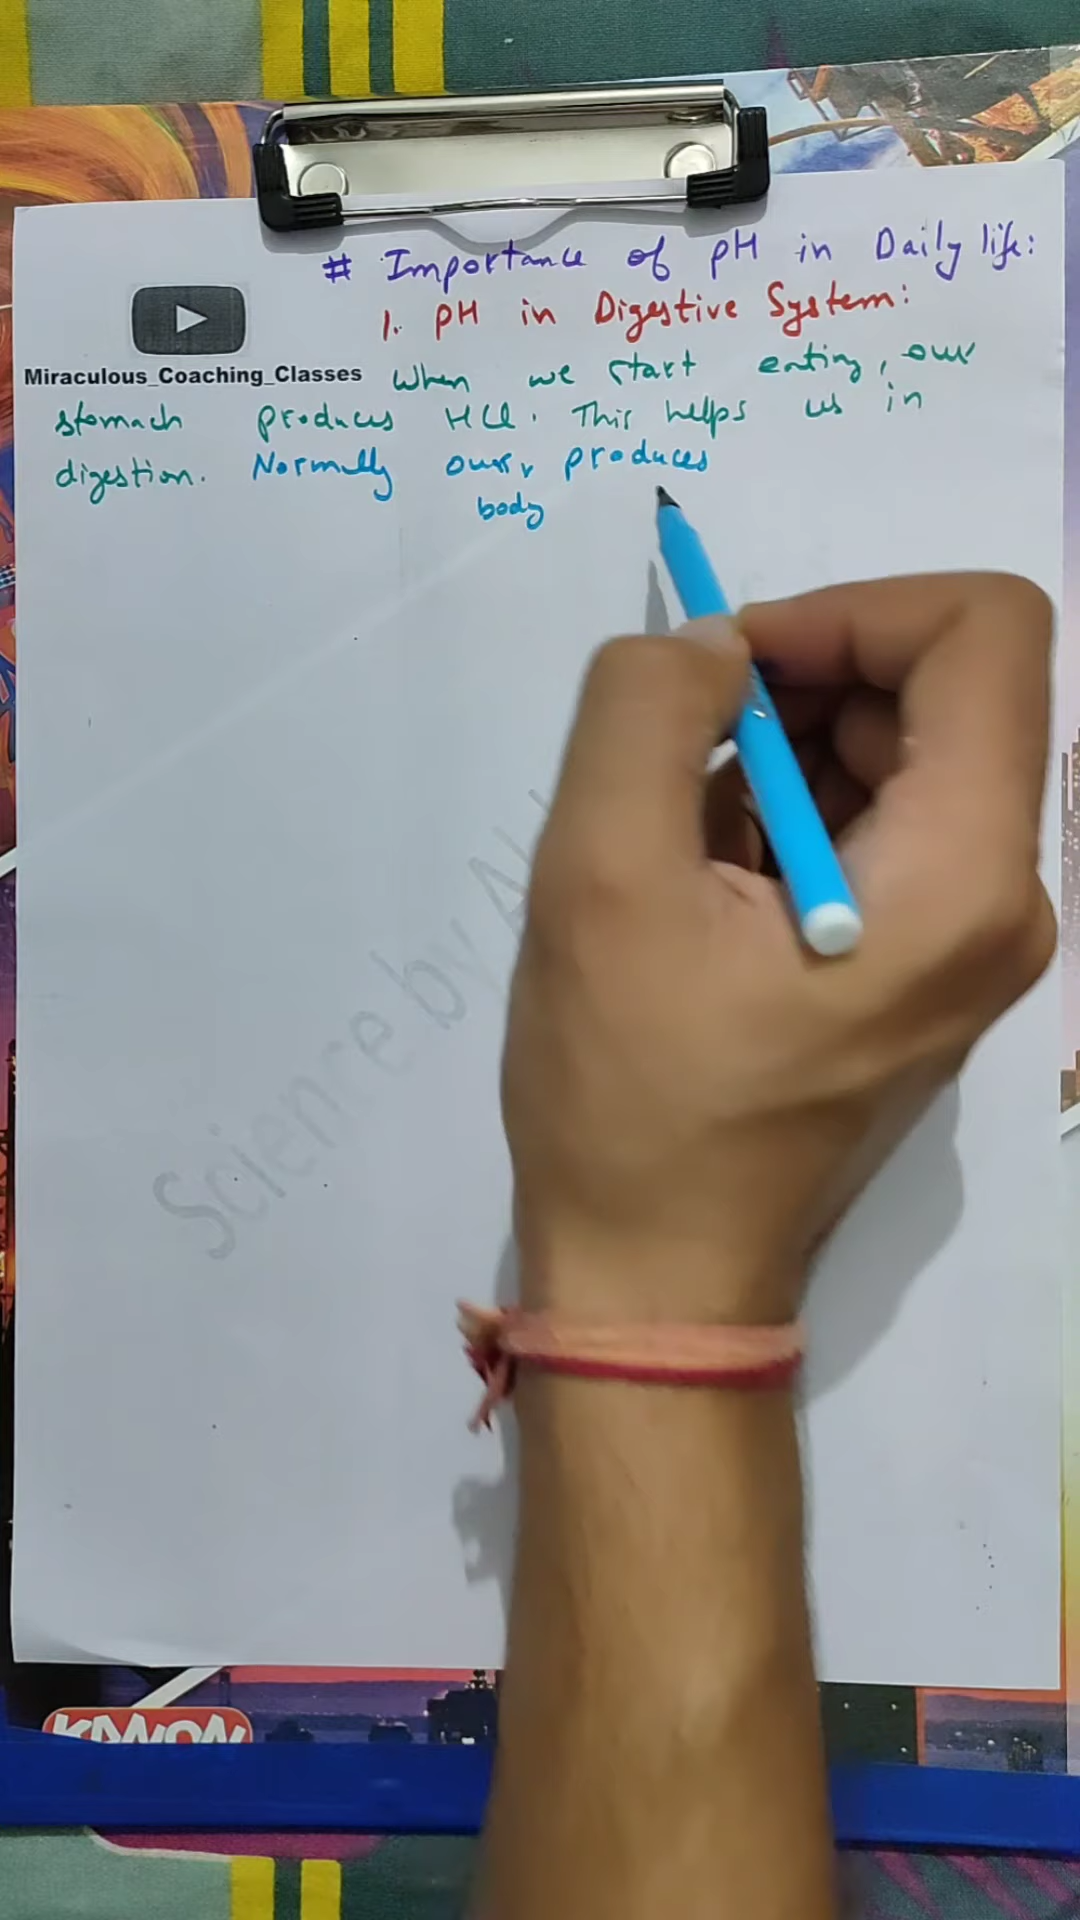 # Importance of pH in Daily life:
1. pH in Digestive System:
Miraculous_Coaching_Classes
When we start eating, our
stomach produces HCl. This helps us in
digestion. Normally our produces
body
Science by
KAWON